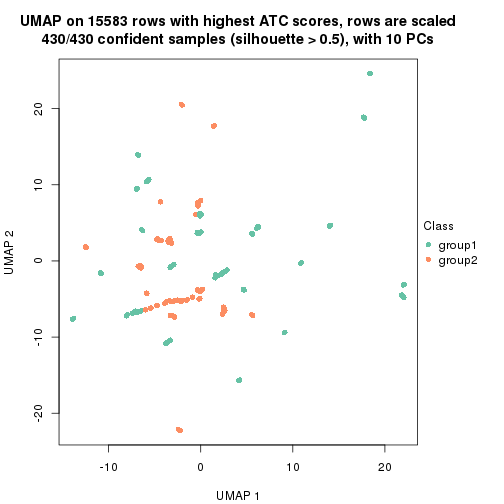 UMAP on 15583 rows with highest ATC scores, rows are scaled
430/430 confident samples (silhouette > 0.5), with 10 PCs
20
10
0
-10
-20
UMAP 2
-10
0
10
20
UMAP 1
Class
group1
group2